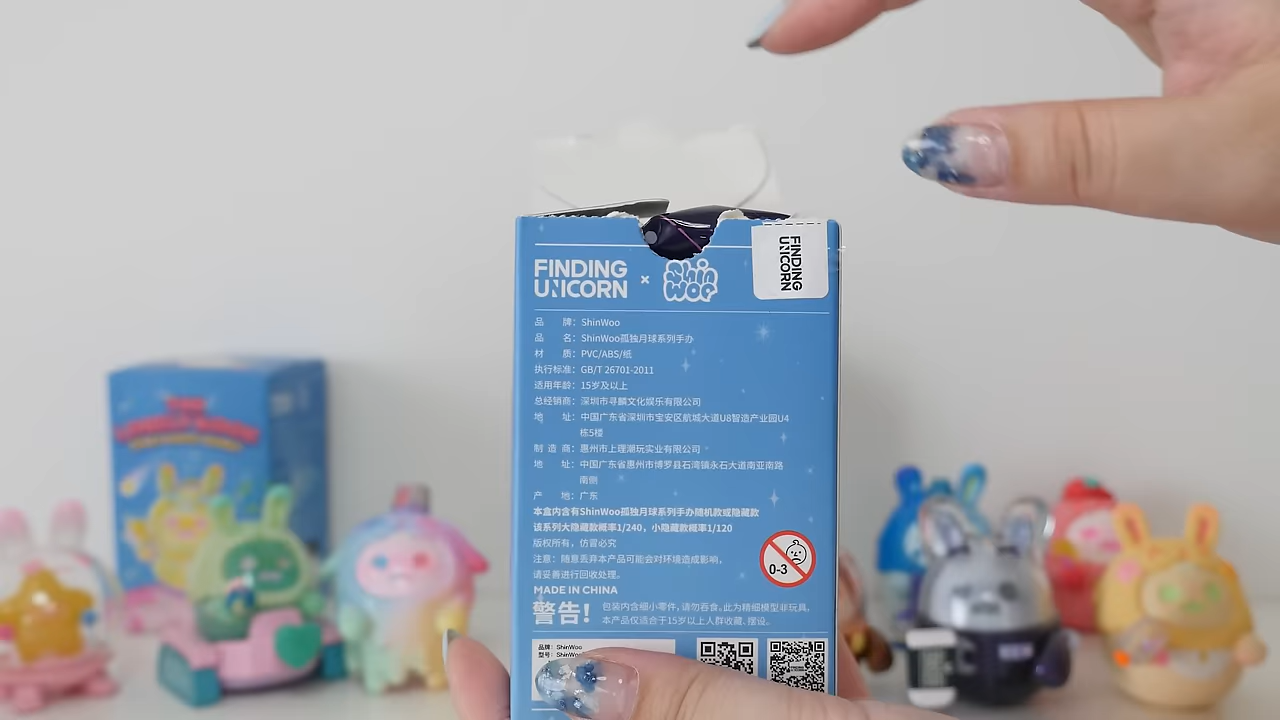 FINDING
UNICORN
×
Shin
Woo
FINDING
UNICORN
品 牌：ShinWoo
品 名：ShinWoo孤独月球系列手办
材 质：PVC/ABS/纸
执行标准：GB/T 26701-2011
适用年龄：15岁及以上
总经销商：深圳市寻麟文化娱乐有限公司
地 址：中国广东省深圳市宝安区航城大道U8智造产业园U4
栋5楼
制 造 商：惠州市上理潮玩实业有限公司
地 址：中国广东省惠州市博罗县石湾镇永石大道南亚南路
南侧
产 地：广东
本盒内含有ShinWoo孤独月球系列手办随机款或隐藏款
该系列大隐藏款概率1/240，小隐藏款概率1/120
版权所有，仿冒必究
注意：随意丢弃本产品可能会对环境造成影响，
请妥善进行回收处理。
0-3
MADE IN CHINA
警告!
包装内含细小零件，请勿吞食。此为精细模型非玩具，
本产品仅适合于15岁以上人群收藏、摆设。
品牌：ShinWoo
型号：ShinWoo